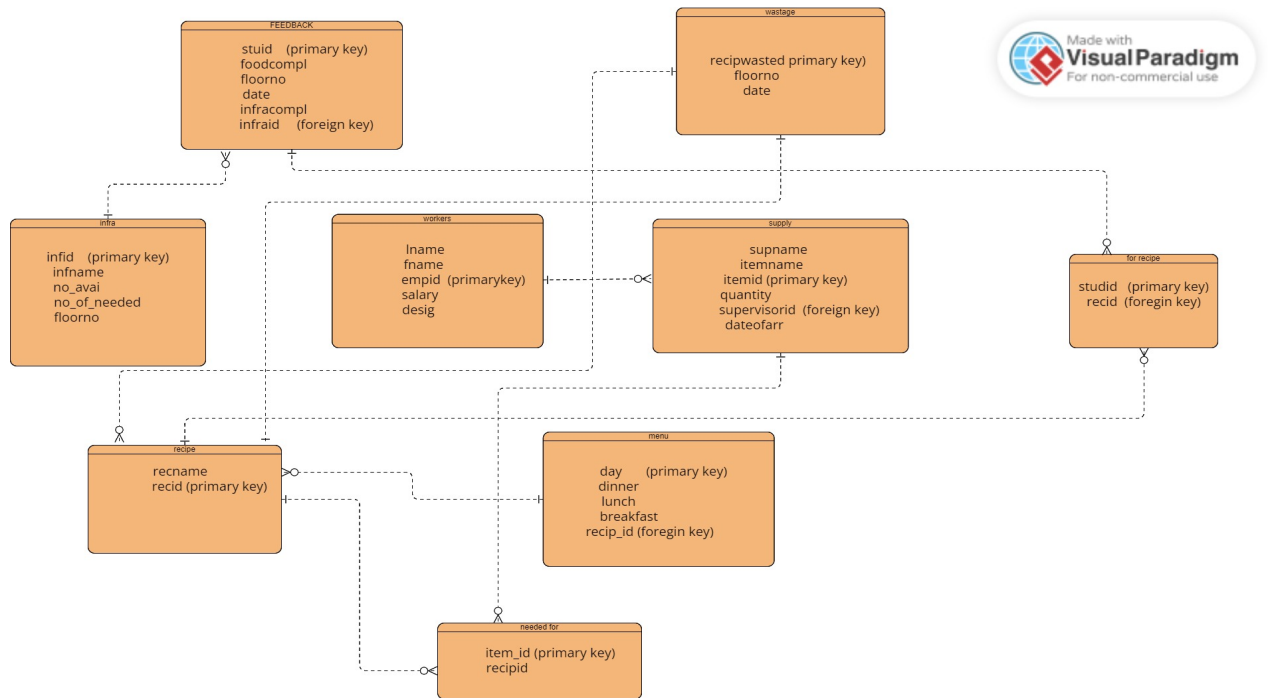 FEEDBACK
stuid (primary key)
foodcompl
floorno
date
infracompl
infraid (foreign key)
wastage
recipwasted primary key)
floorno
date
Made with
Visual Paradigm
For non-commercial use
infra
infid (primary key)
infname
no_avai
no_of_needed
floorno
workers
lname
fname
empid (primarykey)
salary
desig
supply
supname
itemname
itemid (primary key)
quantity
supervisorid (foreign key)
dateofarr
for recipe
studid (primary key)
recid (foregin key)
recipe
recname
recid (primary key)
menu
day (primary key)
dinner
lunch
breakfast
recip_id (foregin key)
needed for
item_id (primary key)
recipid